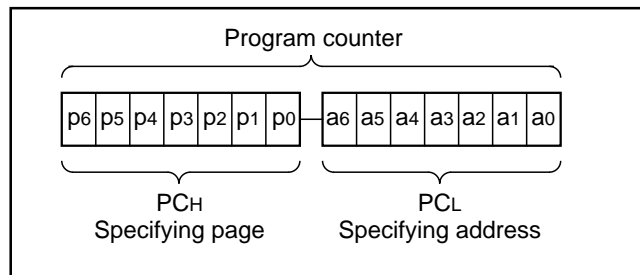 Program counter
p6 p5 p4 p3 p2 p1 p0 a6 a5 a4 a3 a2 a1 a0
PCH PCL
Specifying page Specifying address